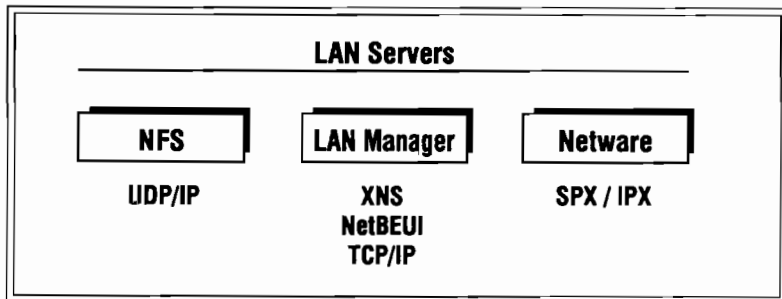 LAN Servers
NFS
LAN Manager
Netware
UDP/IP
XNS
NetBEUI
TCP/IP
SPX / IPX